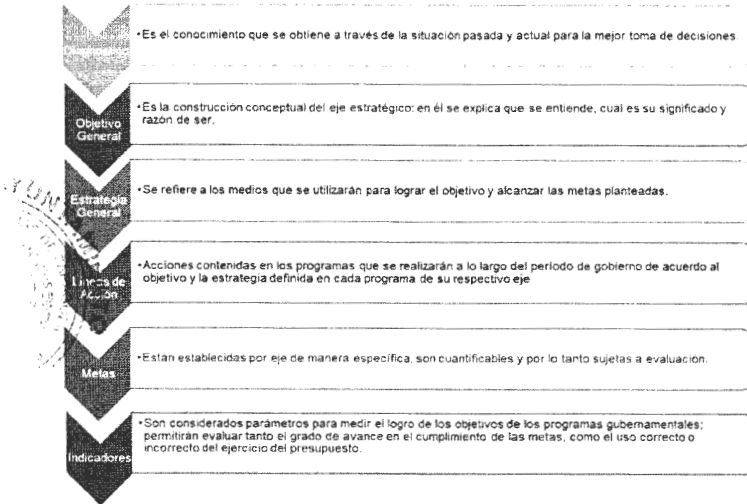 • Es el conocimiento que se obtiene a través de la situación pasada y actual para la mejor toma de decisiones.
Objetivo
General
• Es la construcción conceptual del eje estratégico: en él se explica que se entiende, cual es su significado y
razón de ser.
Estrategia
General
• Se refiere a los medios que se utilizarán para lograr el objetivo y alcanzar las metas planteadas.
Líneas de
Acción
• Acciones contenidas en los programas que se realizarán a lo largo del período de gobierno de acuerdo al
objetivo y la estrategia definida en cada programa de su respectivo eje
Metas
• Están establecidas por eje de manera específica, son cuantificables y por lo tanto sujetas a evaluación.
Indicadores
• Son considerados parámetros para medir el logro de los objetivos de los programas gubernamentales;
permitirán evaluar tanto el grado de avance en el cumplimiento de las metas, como el uso correcto o
incorrecto del ejercicio del presupuesto.